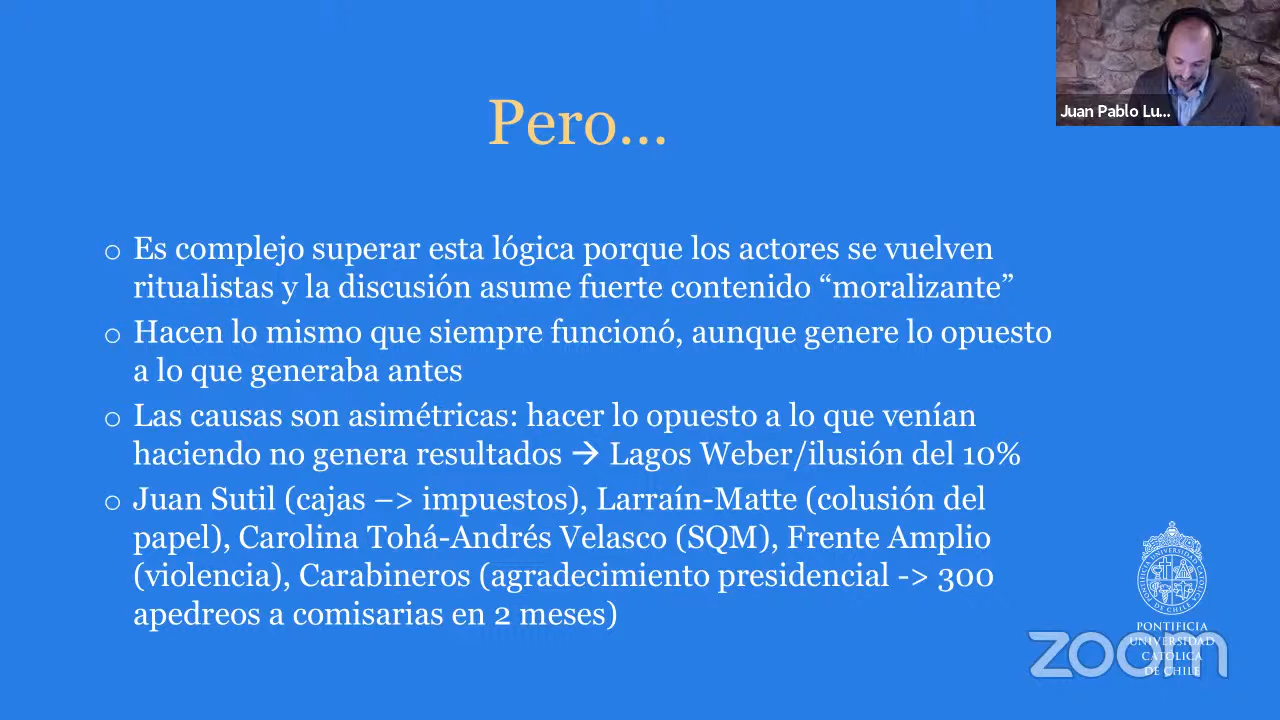 Juan Pablo Lu...
Pero...
o Es complejo superar esta lógica porque los actores se vuelven
ritualistas y la discusión asume fuerte contenido “moralizante”
o Hacen lo mismo que siempre funcionó, aunque genere lo opuesto
a lo que generaba antes
o Las causas son asimétricas: hacer lo opuesto a lo que venían
haciendo no genera resultados → Lagos Weber/ilusión del 10%
o Juan Sutil (cajas –> impuestos), Larraín-Matte (colusión del
papel), Carolina Tohá-Andrés Velasco (SQM), Frente Amplio
(violencia), Carabineros (agradecimiento presidencial -> 300
apedreos a comisarias en 2 meses)
PONTIFICIA
UNIVERSIDAD
CATÓLICA
DE CHILE
zoom